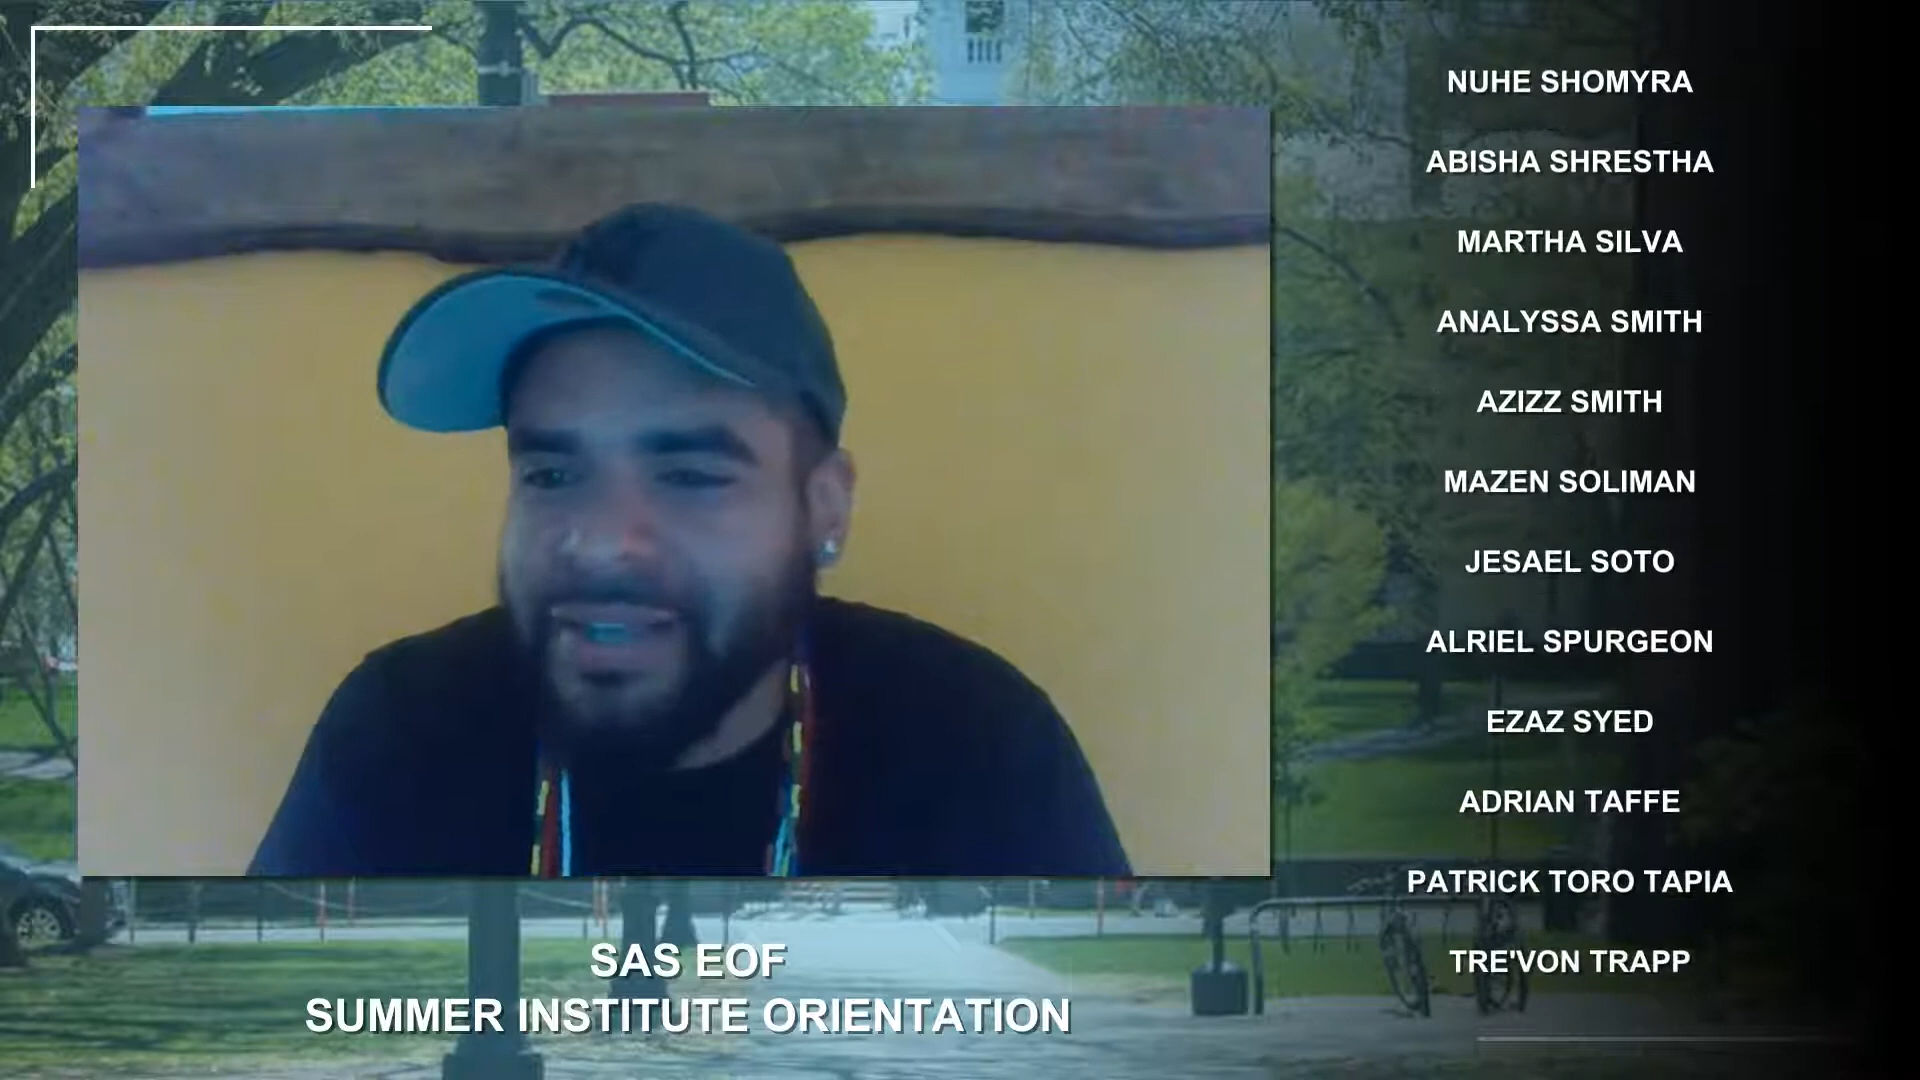 NUHE SHOMYRA
ABISHA SHRESTHA
MARTHA SILVA
ANALYSSA SMITH
AZIZZ SMITH
MAZEN SOLIMAN
JESAEL SOTO
ALRIEL SPURGEON
EZAZ SYED
ADRIAN TAFFE
PATRICK TORO TAPIA
TRE'VON TRAPP
SAS EOF
SUMMER INSTITUTE ORIENTATION